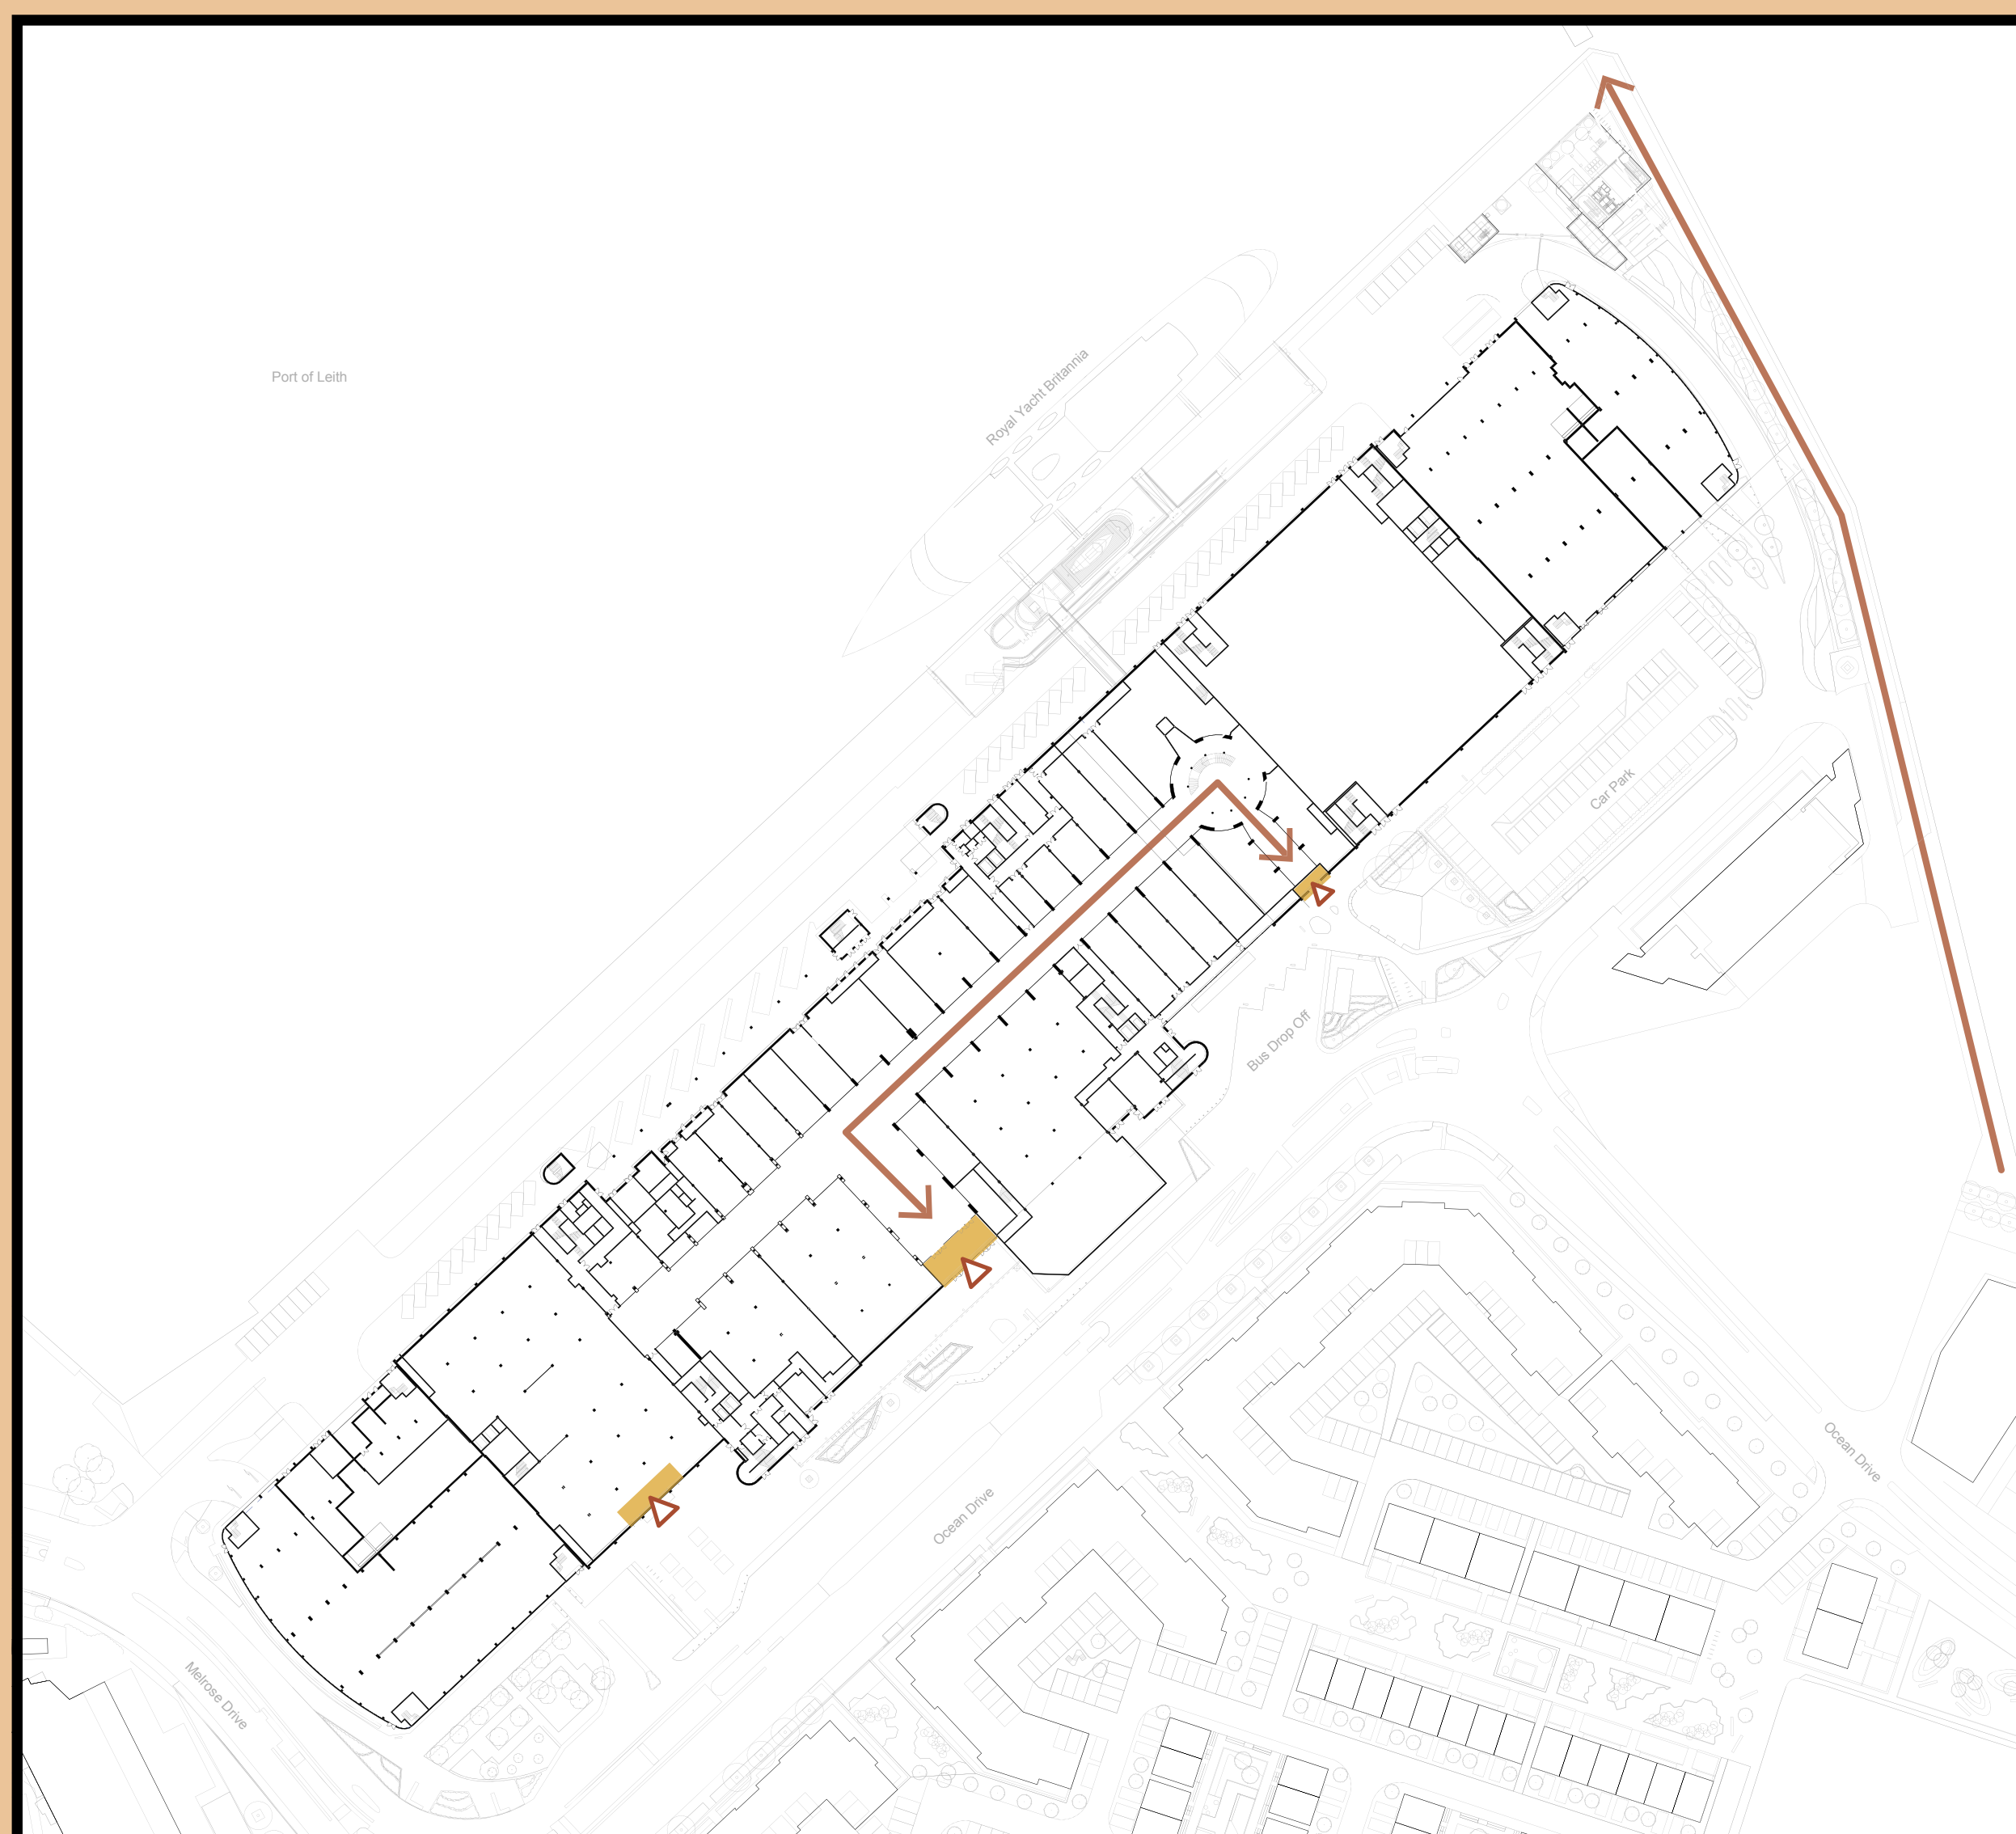 Port of Leith
Royal Yacht Britannia
Car Park
Bus Drop Off
Ocean Drive
Ocean Drive
Melrose Drive